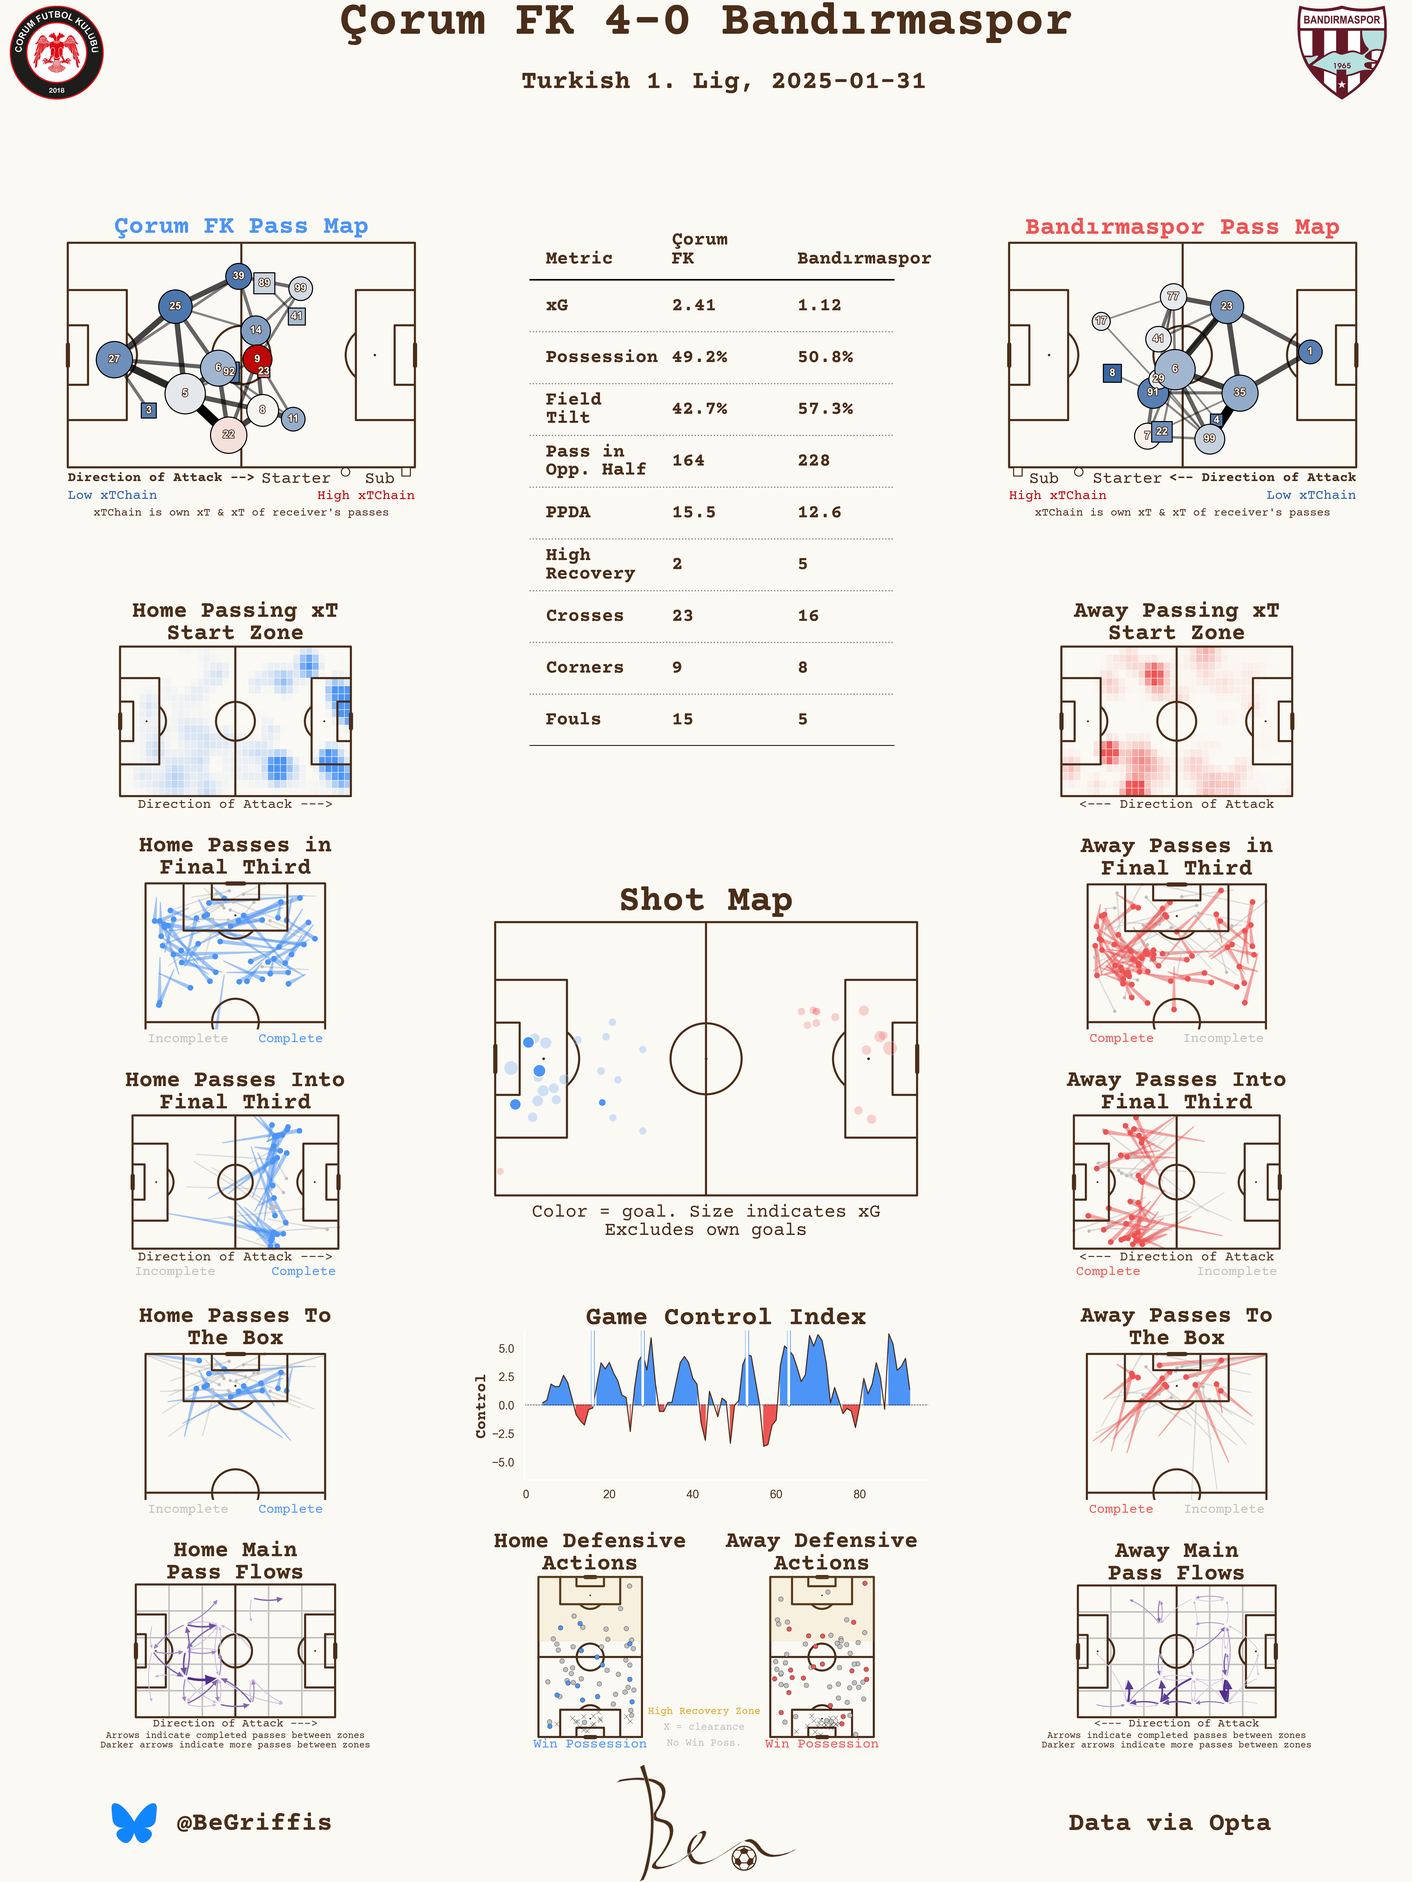 Çorum FK 4-0 Bandırmaspor
Turkish 1. Lig, 2025-01-31
ÇORUM FUTBOL KULÜBÜ
2018
BANDIRMASPOR
1965
Çorum FK Pass Map
39
89
99
25
41
14
27
9
6
92
23
5
3
8
11
22
Direction of Attack --> Starter Sub
Low xTChain High xTChain
xTChain is own xT & xT of receiver's passes
Metric Çorum FK Bandırmaspor
xG 2.41 1.12
Possession 49.2% 50.8%
Field Tilt 42.7% 57.3%
Pass in Opp. Half 164 228
PPDA 15.5 12.6
High Recovery 2 5
Crosses 23 16
Corners 9 8
Fouls 15 5
Bandırmaspor Pass Map
77
23
17
41
1
6
8
29
91
35
4
7
22
99
Sub Starter <-- Direction of Attack
High xTChain Low xTChain
xTChain is own xT & xT of receiver's passes
Home Passing xT
Start Zone
Direction of Attack --->
Away Passing xT
Start Zone
<--- Direction of Attack
Home Passes in
Final Third
Incomplete Complete
Shot Map
Color = goal. Size indicates xG
Excludes own goals
Away Passes in
Final Third
Complete Incomplete
Home Passes Into
Final Third
Direction of Attack --->
Incomplete Complete
Away Passes Into
Final Third
<--- Direction of Attack
Complete Incomplete
Home Passes To
The Box
Incomplete Complete
Game Control Index
Control
5.0
2.5
0.0
−2.5
−5.0
0 20 40 60 80
Away Passes To
The Box
Complete Incomplete
Home Main
Pass Flows
Direction of Attack --->
Arrows indicate completed passes between zones
Darker arrows indicate more passes between zones
Home Defensive
Actions
Win Possession
High Recovery Zone
X = clearance
No Win Poss.
Away Defensive
Actions
Win Possession
Away Main
Pass Flows
<--- Direction of Attack
Arrows indicate completed passes between zones
Darker arrows indicate more passes between zones
@BeGriffis
Data via Opta